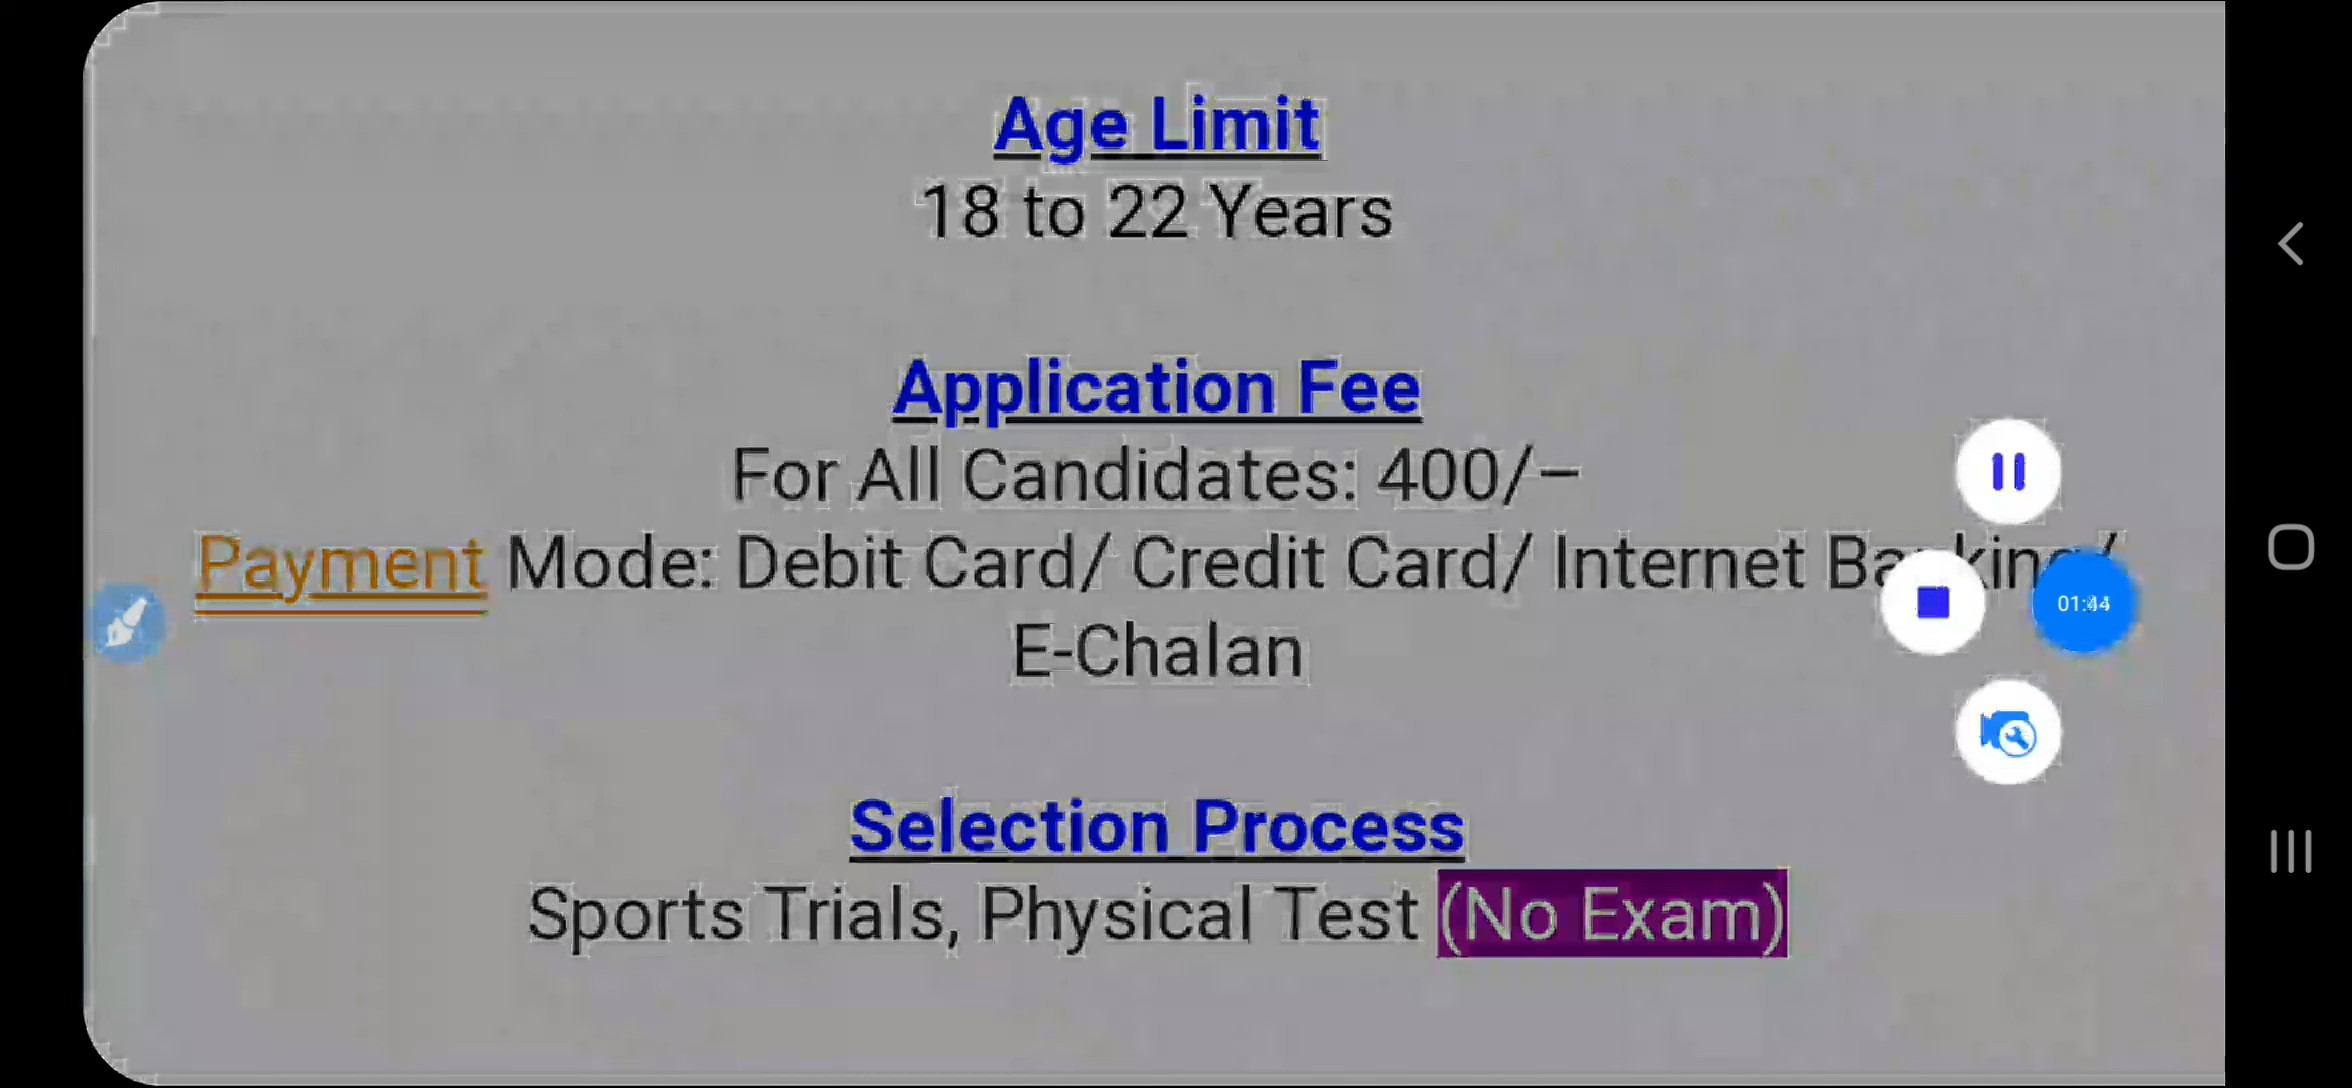 Age Limit
18 to 22 Years
Application Fee
For All Candidates: 400/–
Payment Mode: Debit Card/ Credit Card/ Internet Banking/
E-Chalan
01:44
Selection Process
Sports Trials, Physical Test (No Exam)